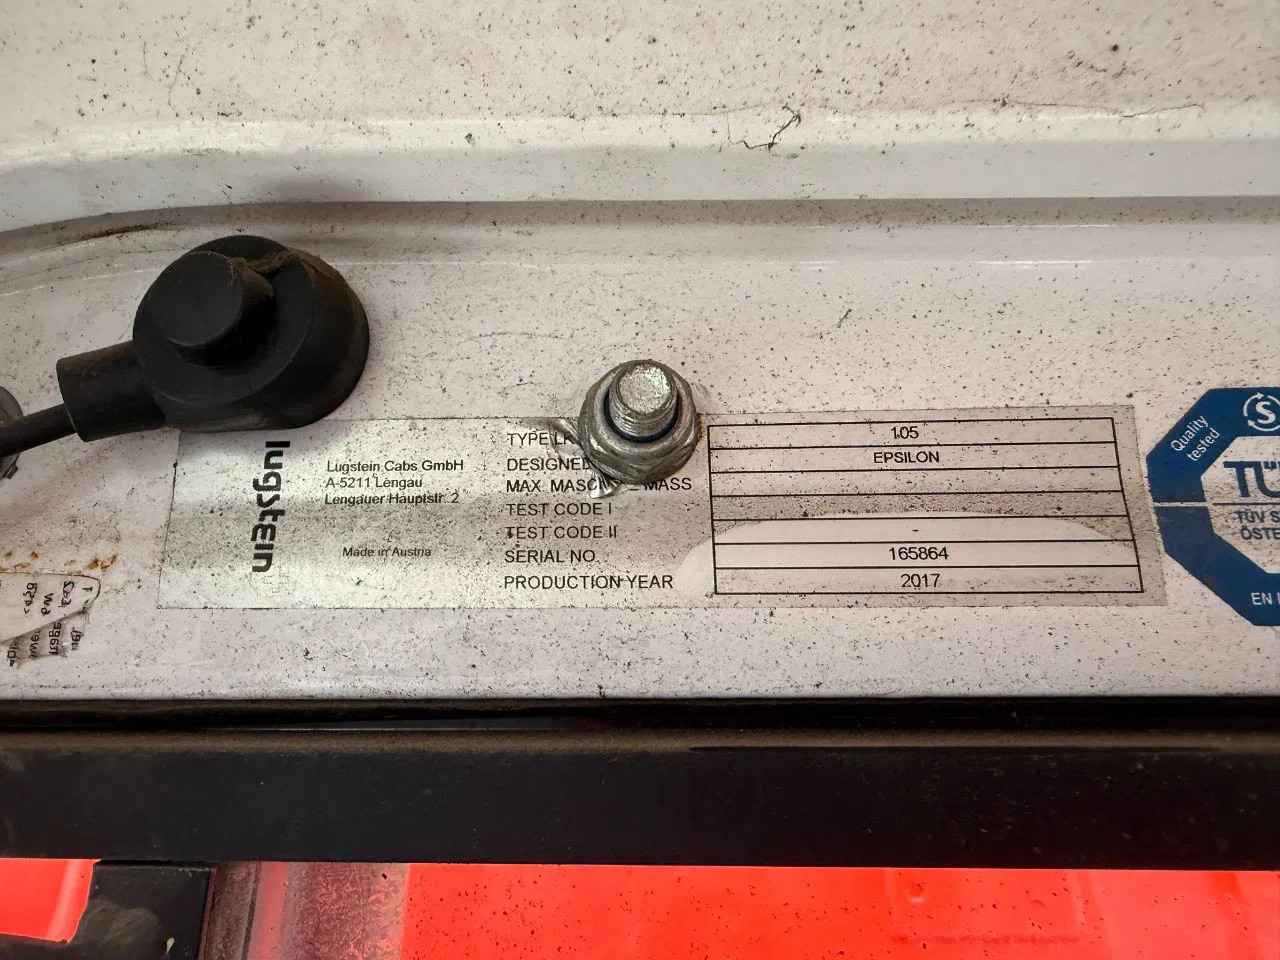 lugstein
Lugstein Cabs GmbH
A-5211 Lengau
Lengauer Hauptstr. 2
Made in Austria
TYPE LK 105
DESIGNED EPSILON
MAX. MASS
TEST CODE I
TEST CODE II -
SERIAL NO. 165864
PRODUCTION YEAR 2017
Quality
tested
TÜ
TÜV S
ÖSTE
EN